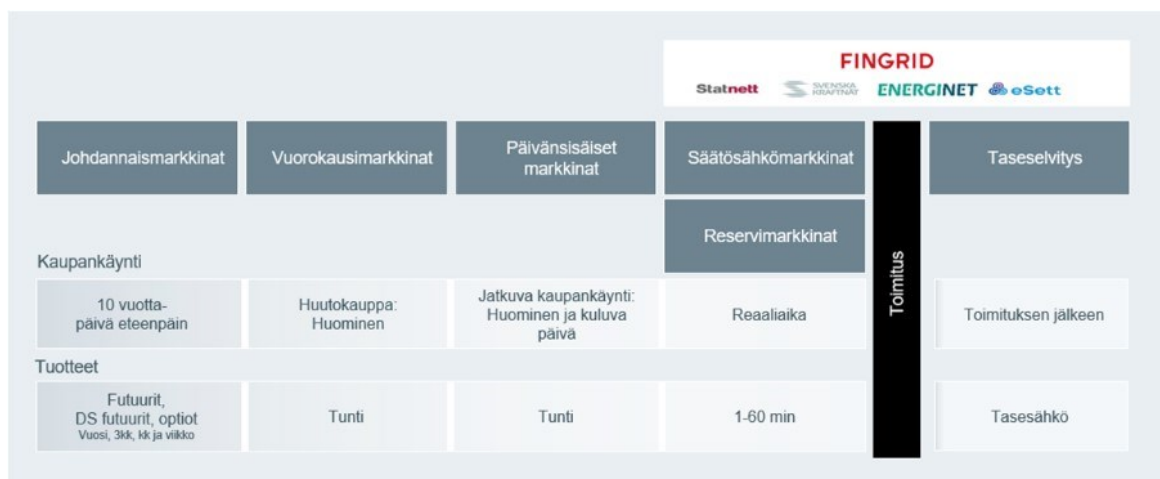 FINGRID
Statnett SVENSKA KRAFTNÄT ENERGINET eSett
Johdannaismarkkinat
Vuorokausimarkkinat
Päivänsisäiset
markkinat
Säätösähkömarkkinat
Taseselvitys
Reservimarkkinat
Toimitus
Kaupankäynti
10 vuotta-
päivä eteenpäin
Huutokauppa:
Huominen
Jatkuva kaupankäynti:
Huominen ja kuluva
päivä
Reaaliaika
Toimituksen jälkeen
Tuotteet
Futuurit,
DS futuurit, optiot
Vuosi, 3kk, kk ja viikko
Tunti
Tunti
1-60 min
Tasesähkö